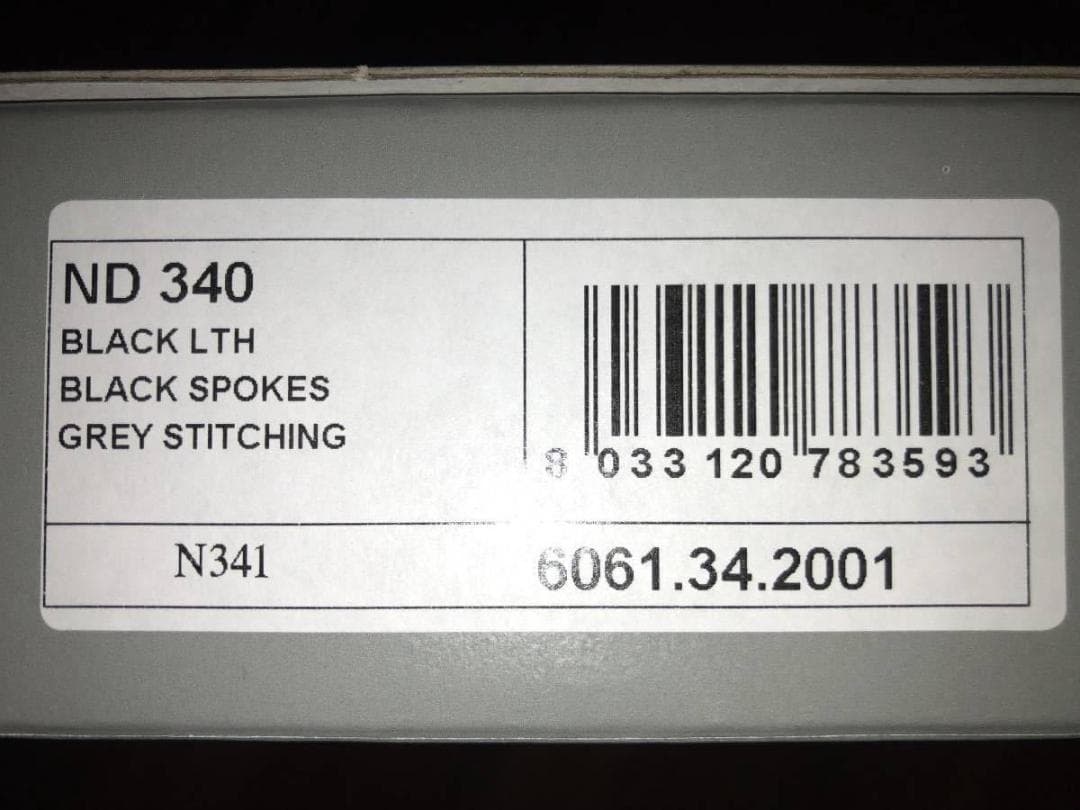 ND 340
BLACK LTH
BLACK SPOKES
GREY STITCHING
8 033 120 783593
N341
6061.34.2001